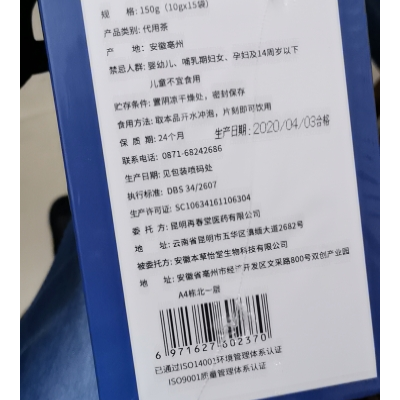 规 格: 150g (10g×15袋)
产品类别: 代用茶
产 地: 安徽亳州
禁忌人群: 婴幼儿、哺乳期妇女、孕妇及14周岁以下
儿童不宜食用
贮存条件: 置阴凉干燥处, 密封保存
食用方法: 取本品开水冲泡, 片刻即可饮用
保 质 期: 24个月
生产日期: 2020/04/03合格
联系电话: 0871-68242686
生产日期: 见包装喷码处
执行标准: DBS 34/2607
生产许可证: SC10634161106304
委 托 方: 昆明再春堂医药有限公司
地 址: 云南省昆明市五华区滇缅大道2682号
被委托方: 安徽本草怡堂生物科技有限公司
地 址: 安徽省亳州市经开开发区文采路800号双创产业园
A4栋北一层
6971627802370
已通过ISO14001环境管理体系认证
ISO9001质量管理体系认证